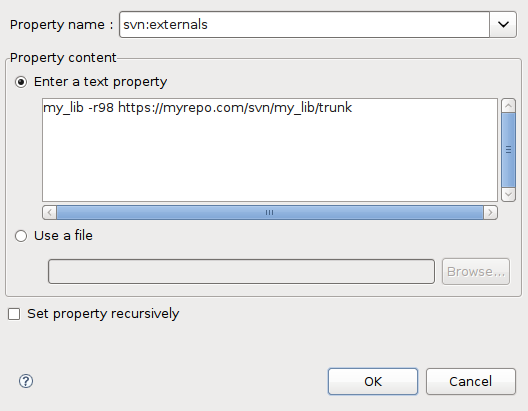 Property name : svn:externals
Property content
Enter a text property
my_lib -r98 https://myrepo.com/svn/my_lib/trunk
Use a file
Browse...
Set property recursively
? OK Cancel